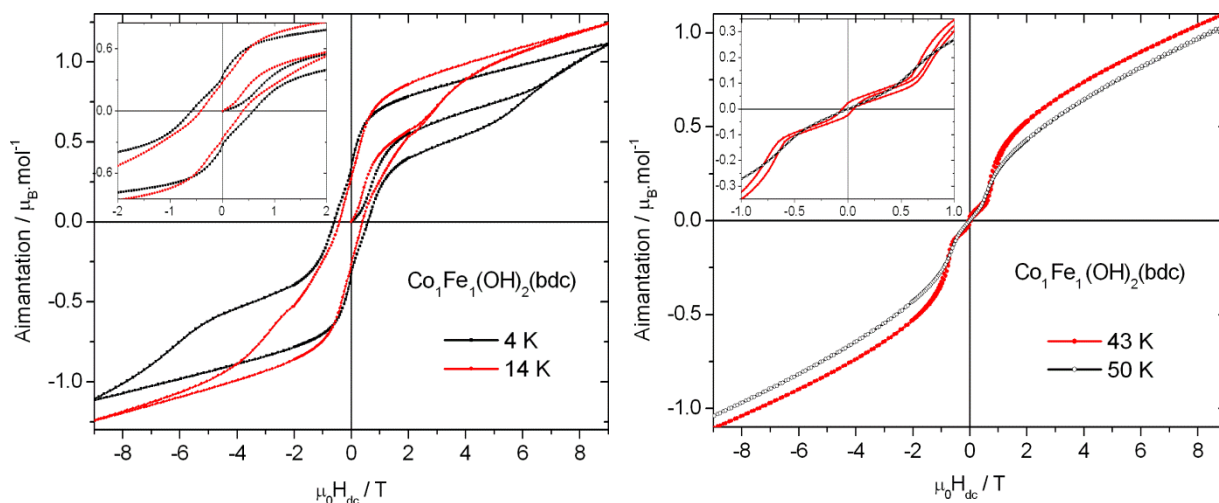 Aimantation / μB.mol-1
1.0
0.5
0.0
-0.5
-1.0
0.6
0.0
-0.6
-2 -1 0 1 2
Co1Fe1(OH)2(bdc)
4 K
14 K
-8 -6 -4 -2 0 2 4 6 8
μ0Hdc / T
Aimantation / μB.mol-1
1.0
0.5
0.0
-0.5
-1.0
0.3
0.2
0.1
0.0
-0.1
-0.2
-0.3
-1.0 -0.5 0.0 0.5 1.0
Co1Fe1(OH)2(bdc)
43 K
50 K
-8 -6 -4 -2 0 2 4 6 8
μ0Hdc / T